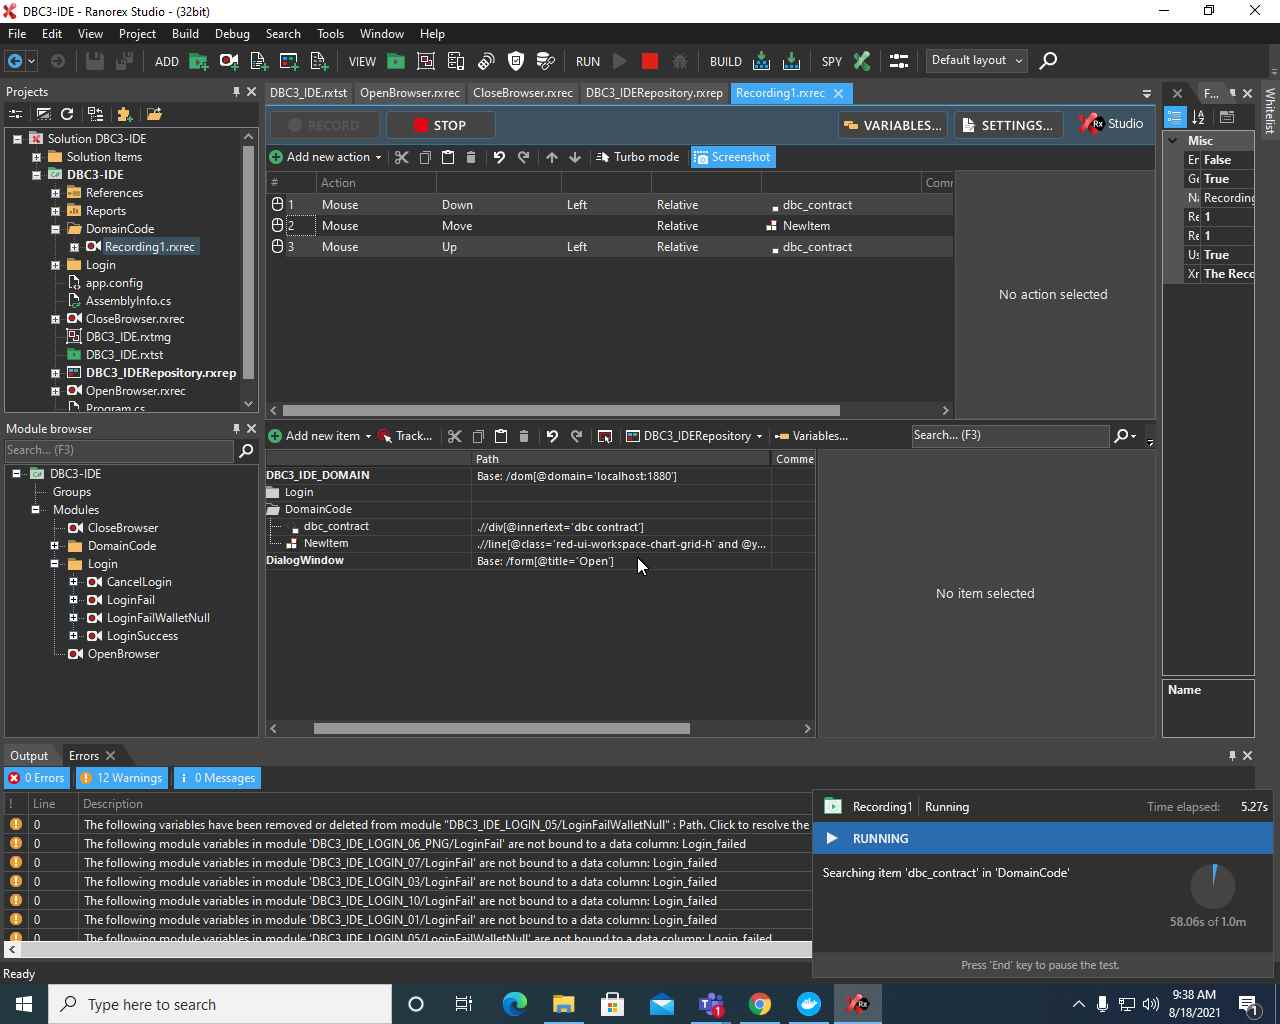 DBC3-IDE - Ranorex Studio - (32bit)
File Edit View Project Build Debug Search Tools Window Help
ADD VIEW RUN BUILD SPY Default layout
Projects
Solution DBC3-IDE
Solution Items
DBC3-IDE
References
Reports
DomainCode
Recording1.rxrec
Login
app.config
AssemblyInfo.cs
CloseBrowser.rxrec
DBC3_IDE.rxtmg
DBC3_IDE.rxtst
DBC3_IDERepository.rxrep
OpenBrowser.rxrec
Program.cs
Module browser
Search... (F3)
DBC3-IDE
Groups
Modules
CloseBrowser
DomainCode
Login
CancelLogin
LoginFail
LoginFailWalletNull
LoginSuccess
OpenBrowser
DBC3_IDE.rxtst OpenBrowser.rxrec CloseBrowser.rxrec DBC3_IDERepository.rxrep Recording1.rxrec
RECORD STOP VARIABLES... SETTINGS... Rx Studio
Add new action Turbo mode Screenshot
# Action Comr
1 Mouse Down Left Relative dbc_contract
2 Mouse Move Relative NewItem
3 Mouse Up Left Relative dbc_contract
No action selected
Add new item Track... DBC3_IDERepository Variables... Search... (F3)
Path Comme
DBC3_IDE_DOMAIN Base: /dom[@domain='localhost:1880']
Login
DomainCode
dbc_contract .//div[@innertext='dbc contract']
NewItem .//line[@class='red-ui-workspace-chart-grid-h' and @y...
DialogWindow Base: /form[@title='Open']
No item selected
F...
Whitelist
Misc
Er False
Ge True
Na Recording
Re 1
Re 1
Us True
Xr The Reco
Name
Output Errors
0 Errors 12 Warnings 0 Messages
! Line Description
0 The following variables have been removed or deleted from module "DBC3_IDE_LOGIN_05/LoginFailWalletNull" : Path. Click to resolve the
0 The following module variables in module 'DBC3_IDE_LOGIN_06_PNG/LoginFail' are not bound to a data column: Login_failed
0 The following module variables in module 'DBC3_IDE_LOGIN_07/LoginFail' are not bound to a data column: Login_failed
0 The following module variables in module 'DBC3_IDE_LOGIN_03/LoginFail' are not bound to a data column: Login_failed
0 The following module variables in module 'DBC3_IDE_LOGIN_10/LoginFail' are not bound to a data column: Login_failed
0 The following module variables in module 'DBC3_IDE_LOGIN_01/LoginFail' are not bound to a data column: Login_failed
0 The following module variables in module 'DBC3_IDE_LOGIN_05/LoginFailWalletNull' are not bound to a data column: Login_failed
Recording1 Running Time elapsed: 5.27s
RUNNING
Searching item 'dbc_contract' in 'DomainCode'
58.06s of 1.0m
Press 'End' key to pause the test.
Ready
Type here to search
1
Rx
9:38 AM
8/18/2021
1